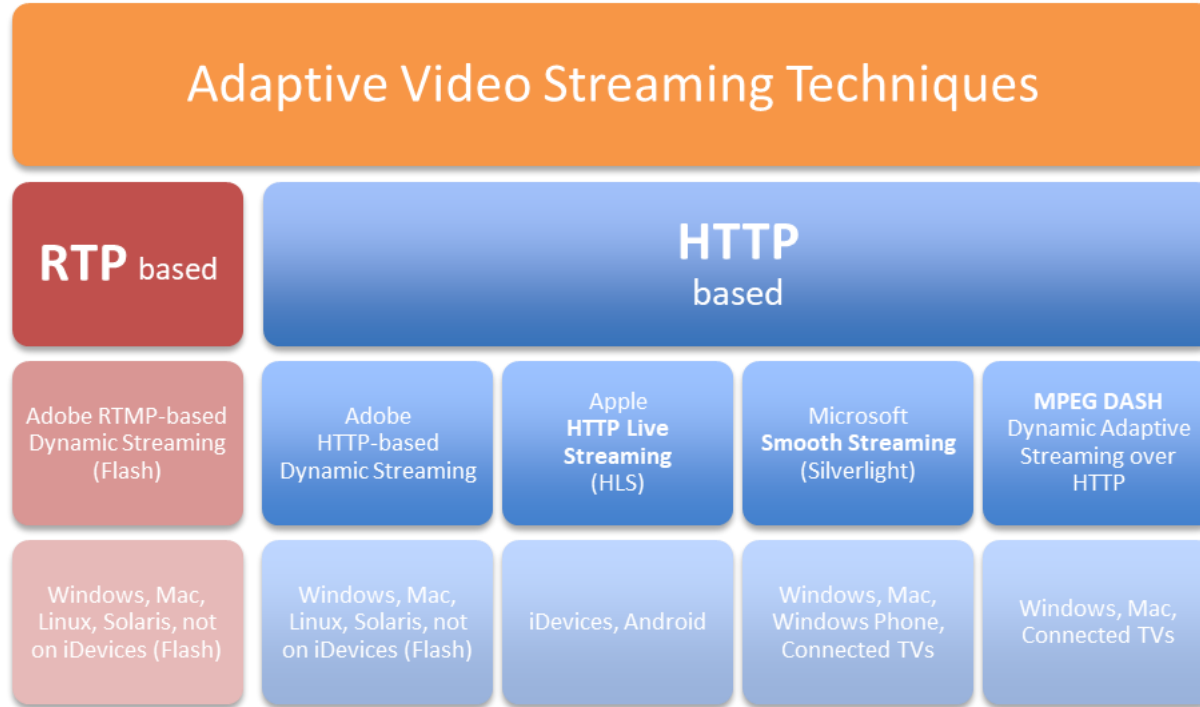 Adaptive Video Streaming Techniques
RTP based
HTTP
based
Adobe RTMP-based
Dynamic Streaming
(Flash)
Adobe
HTTP-based
Dynamic Streaming
Apple
HTTP Live
Streaming
(HLS)
Microsoft
Smooth Streaming
(Silverlight)
MPEG DASH
Dynamic Adaptive
Streaming over
HTTP
Windows, Mac,
Linux, Solaris, not
on iDevices (Flash)
Windows, Mac,
Linux, Solaris, not
on iDevices (Flash)
iDevices, Android
Windows, Mac,
Windows Phone,
Connected TVs
Windows, Mac,
Connected TVs